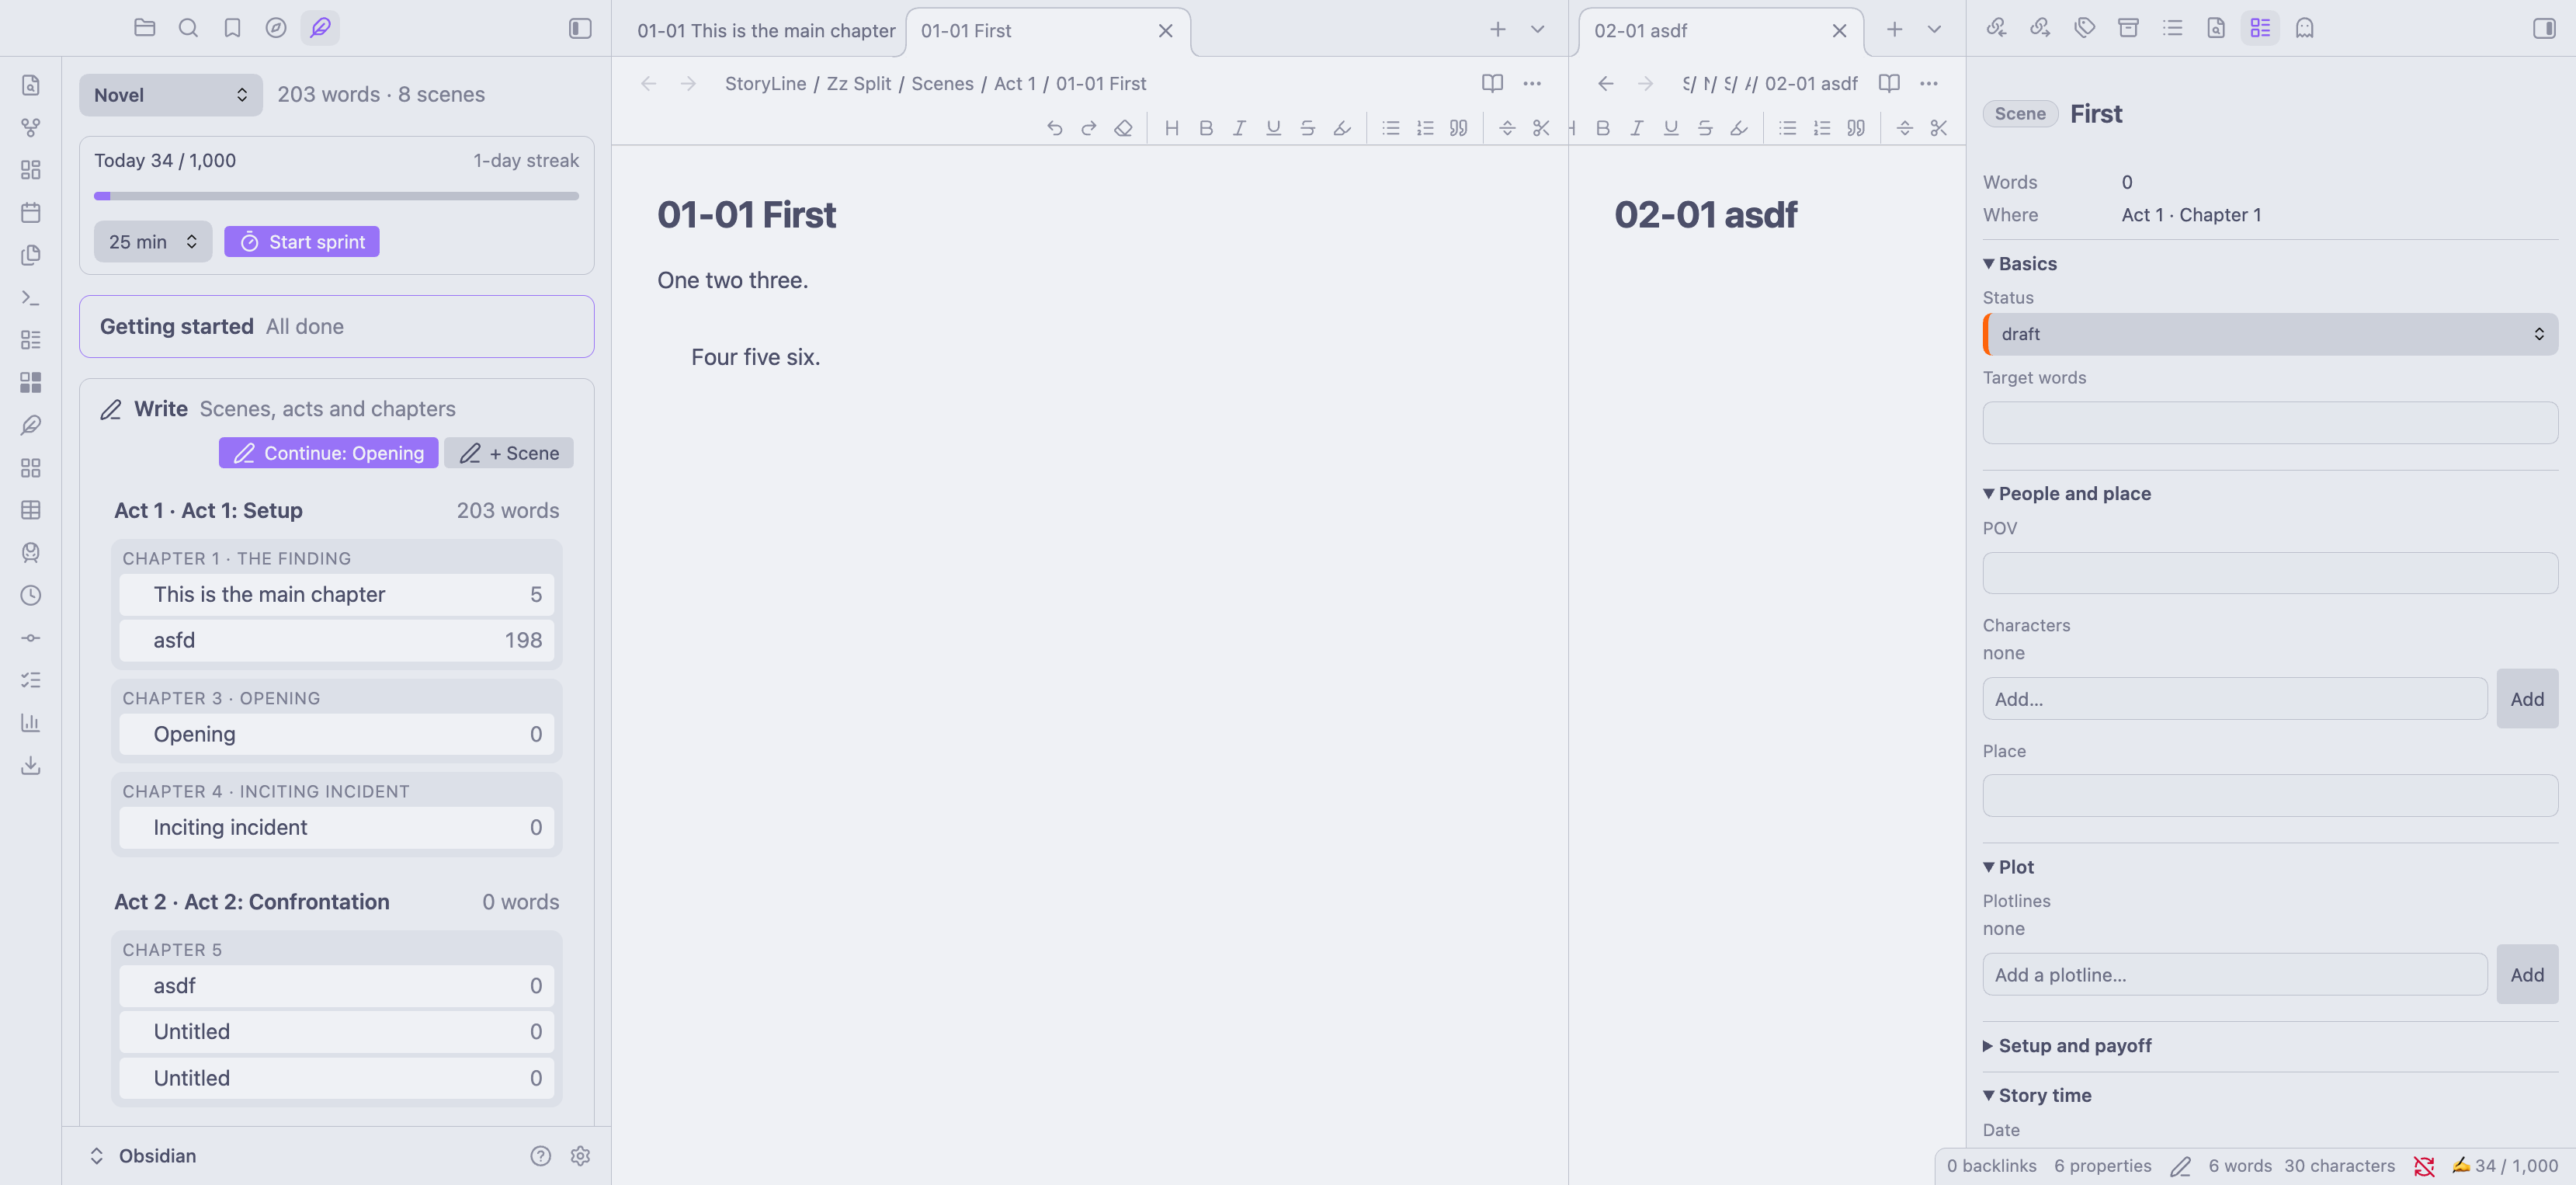 01-01 This is the main chapter
01-01 First
02-01 asdf
Novel
203 words · 8 scenes
Today 34 / 1,000
1-day streak
25 min
Start sprint
Getting started All done
Write Scenes, acts and chapters
Continue: Opening
+ Scene
Act 1 · Act 1: Setup
203 words
CHAPTER 1 · THE FINDING
This is the main chapter 5
asfd 198
CHAPTER 3 · OPENING
Opening 0
CHAPTER 4 · INCITING INCIDENT
Inciting incident 0
Act 2 · Act 2: Confrontation
0 words
CHAPTER 5
asdf 0
Untitled 0
Untitled 0
Obsidian
StoryLine / Zz Split / Scenes / Act 1 / 01-01 First
01-01 First
One two three.
Four five six.
/ / / / 02-01 asdf
02-01 asdf
Scene First
Words 0
Where Act 1 · Chapter 1
Basics
Status
draft
Target words
People and place
POV
Characters
none
Add...
Add
Place
Plot
Plotlines
none
Add a plotline...
Add
Setup and payoff
Story time
Date
0 backlinks 6 properties 6 words 30 characters 34 / 1,000